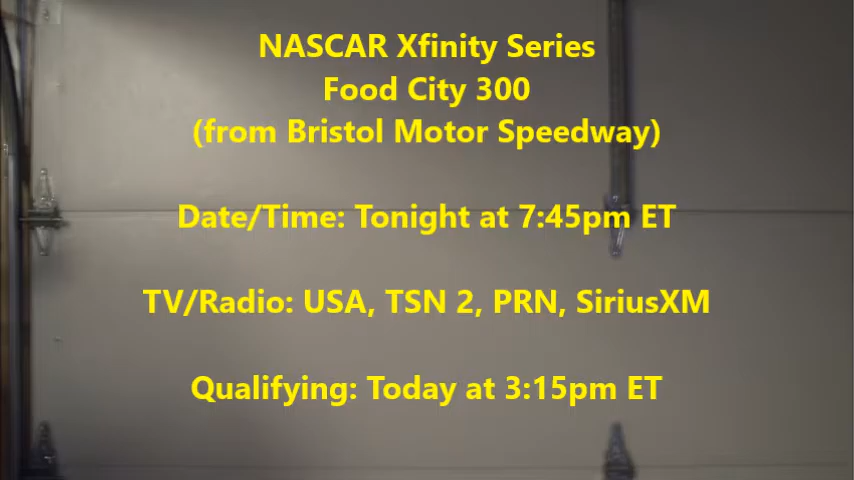 NASCAR Xfinity Series
Food City 300
(from Bristol Motor Speedway)
Date/Time: Tonight at 7:45pm ET
TV/Radio: USA, TSN 2, PRN, SiriusXM
Qualifying: Today at 3:15pm ET